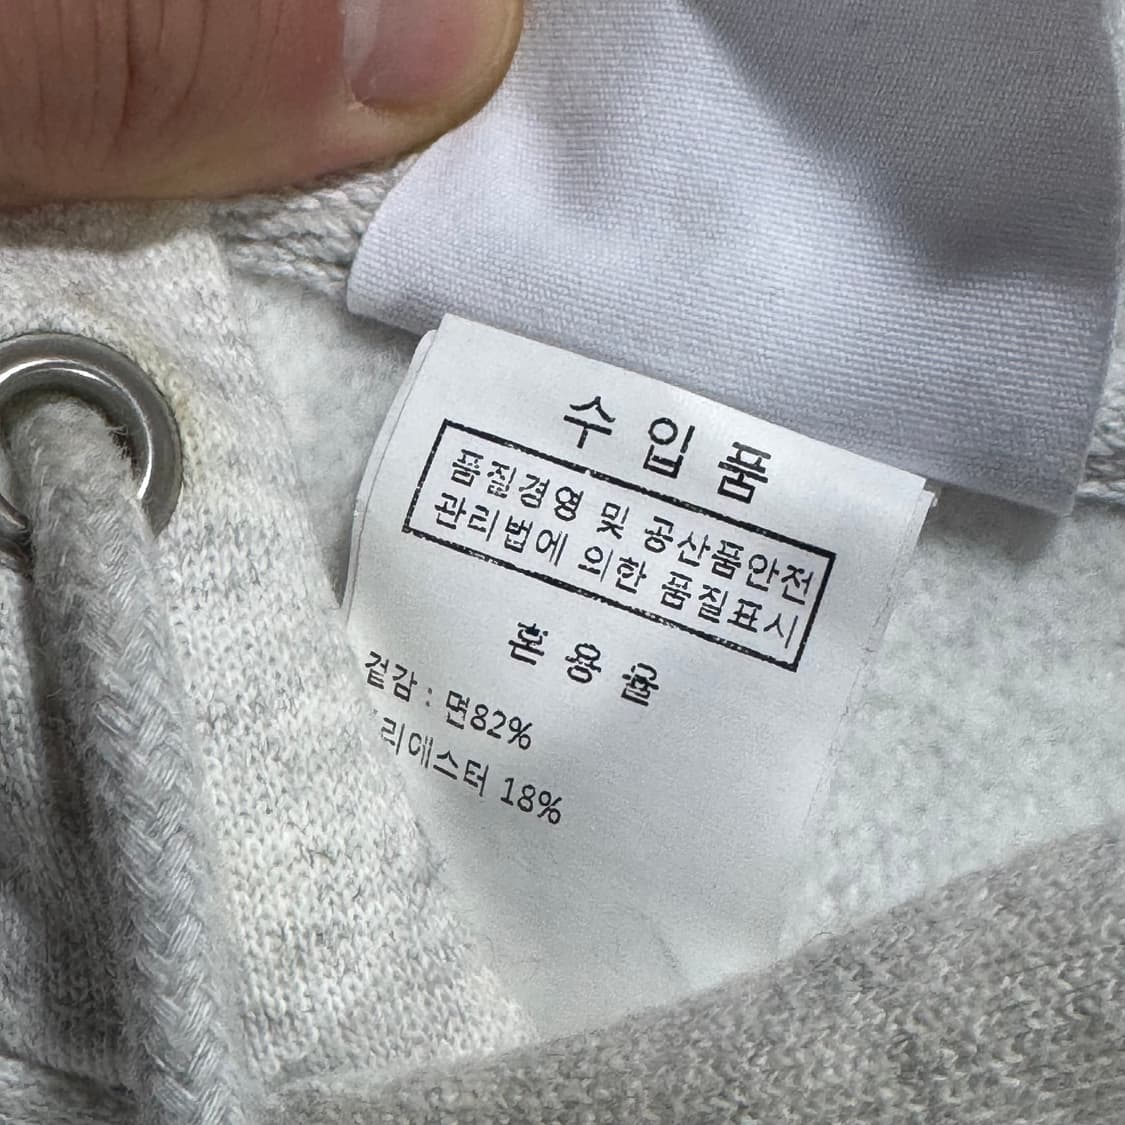 수입품
품질경영 및 공산품안전
관리법에 의한 품질표시
혼용율
겉감 : 면82%
리에스터 18%